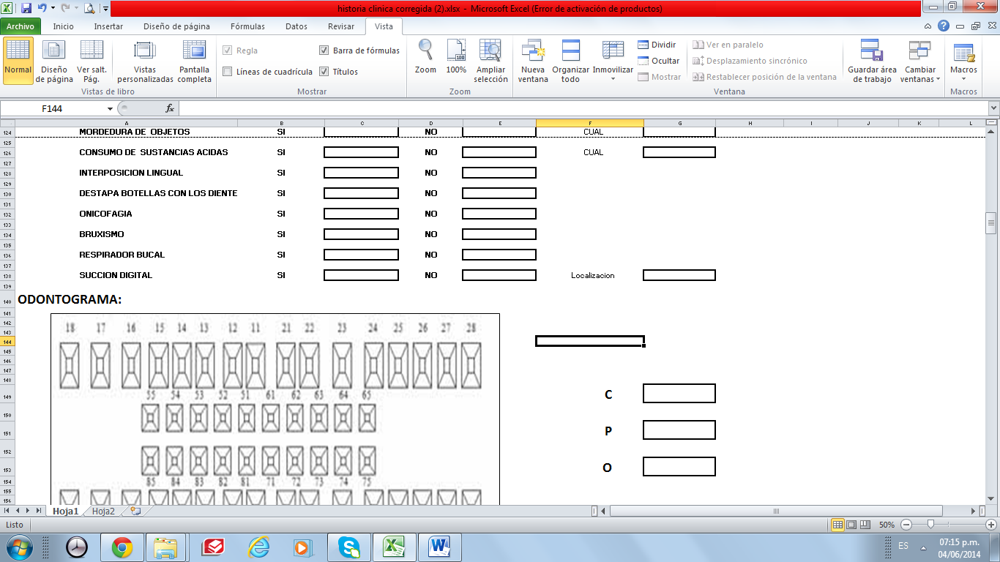 historia clinica corregida (2).xlsx - Microsoft Excel (Error de activación de productos)
Archivo Inicio Insertar Diseño de página Fórmulas Datos Revisar Vista
Normal
Diseño de página
Ver salt. Pág.
Vistas personalizadas
Pantalla completa
Vistas de libro
Regla
Barra de fórmulas
Líneas de cuadrícula
Títulos
Mostrar
Zoom
100%
Ampliar selección
Zoom
Nueva ventana
Organizar todo
Inmovilizar
Dividir
Ocultar
Mostrar
Ver en paralelo
Desplazamiento sincrónico
Restablecer posición de la ventana
Ventana
Guardar área de trabajo
Cambiar ventanas
Macros
Macros
F144 fx
A B C D E F G H I J K L
124 MORDEDURA DE OBJETOS SI NO CUAL
125
126 CONSUMO DE SUSTANCIAS ACIDAS SI NO CUAL
127
128 INTERPOSICION LINGUAL SI NO
129
130 DESTAPA BOTELLAS CON LOS DIENTE SI NO
131
132 ONICOFAGIA SI NO
133
134 BRUXISMO SI NO
135
136 RESPIRADOR BUCAL SI NO
137
138 SUCCION DIGITAL SI NO Localizacion
139
140 ODONTOGRAMA:
141
142 18 17 16 15 14 13 12 11 21 22 23 24 25 26 27 28
143
144
145
146
147
148
149 55 54 53 52 51 61 62 63 64 65 C
150
151 P
152
153 O
154 85 84 83 82 81 71 72 73 74 75
155
156
Hoja1 Hoja2
Listo 50%
ES 07:15 p.m.
04/06/2014